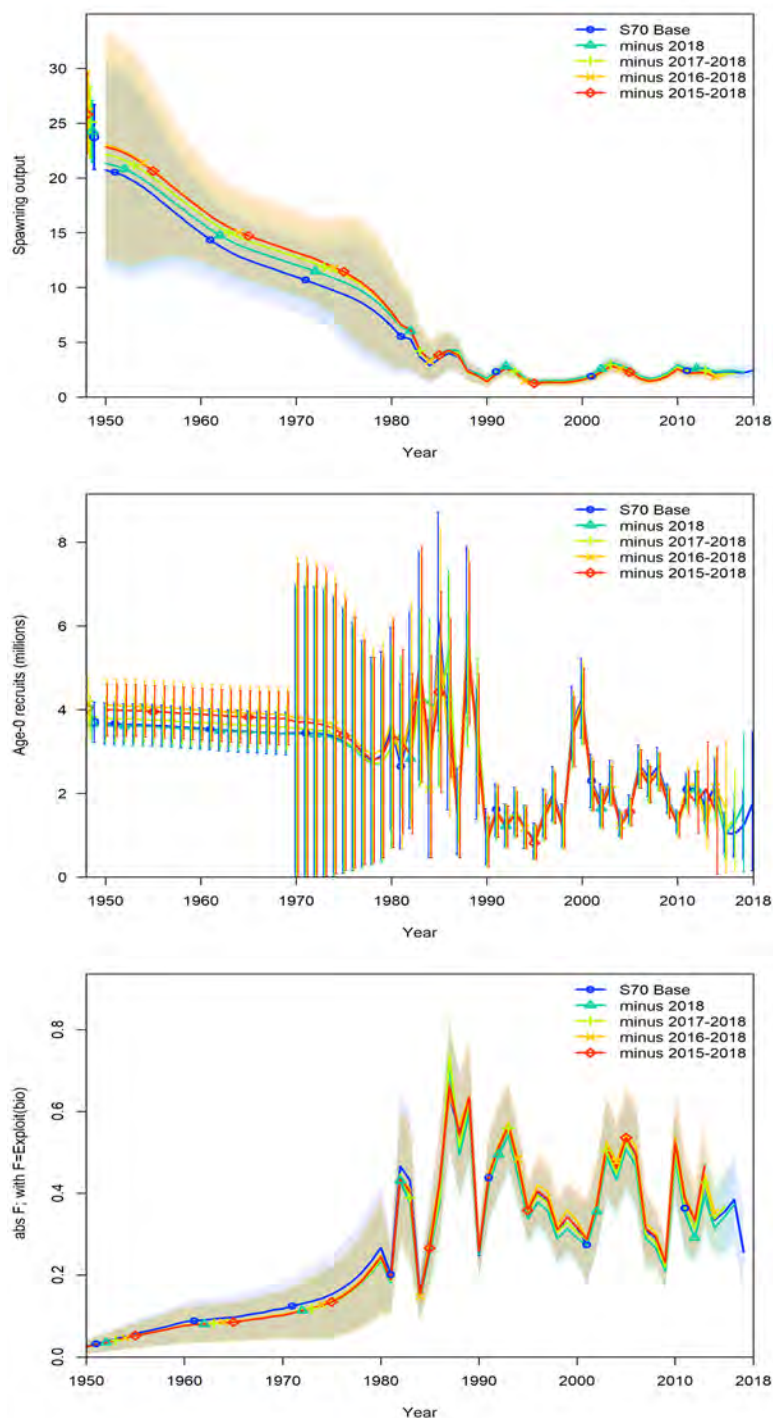 S70 Base
minus 2018
minus 2017-2018
minus 2016-2018
minus 2015-2018
Spawning output
30
25
20
15
10
5
0
1950 1960 1970 1980 1990 2000 2010 2018
Year
S70 Base
minus 2018
minus 2017-2018
minus 2016-2018
minus 2015-2018
Age-0 recruits (millions)
8
6
4
2
0
1950 1960 1970 1980 1990 2000 2010 2018
Year
S70 Base
minus 2018
minus 2017-2018
minus 2016-2018
minus 2015-2018
abs F; with F=Exploit(bio)
0.8
0.6
0.4
0.2
0.0
1950 1960 1970 1980 1990 2000 2010 2018
Year